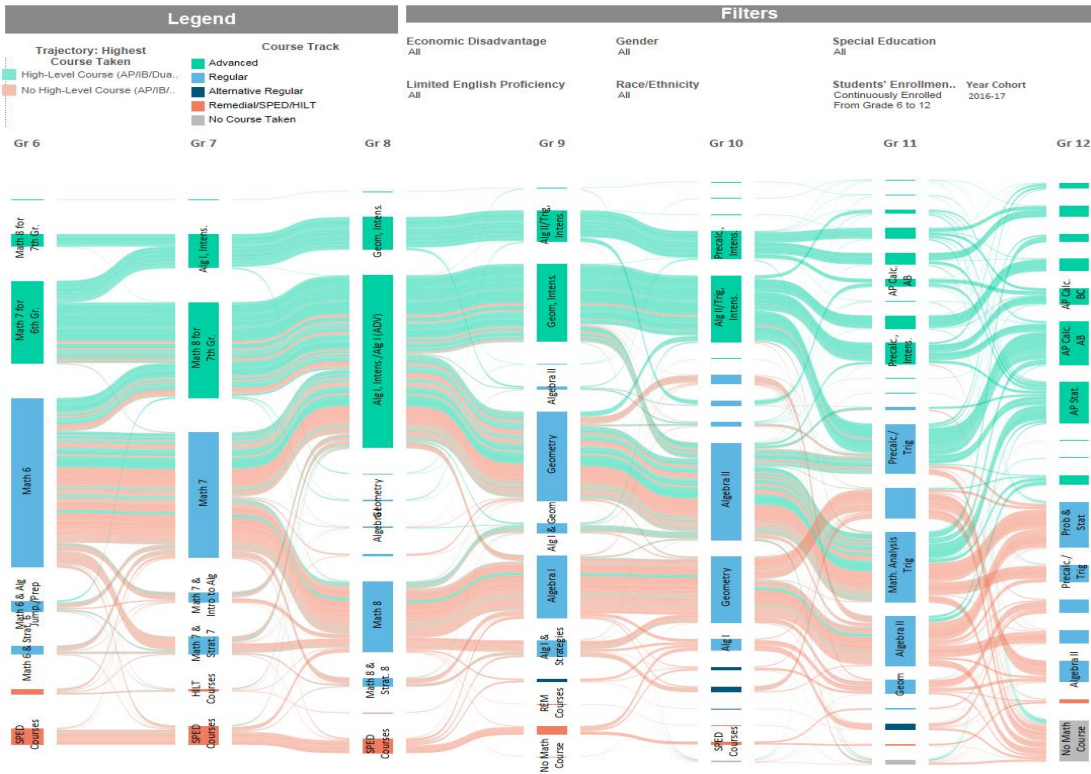 Legend
Filters
Trajectory: Highest
Course Taken
High-Level Course (AP/IB/Dua..
No High-Level Course (AP/IB/..
Course Track
Advanced
Regular
Alternative Regular
Remedial/SPED/HILT
No Course Taken
Economic Disadvantage
All
Gender
All
Special Education
All
Limited English Proficiency
All
Race/Ethnicity
All
Students' Enrollmen..
Continuously Enrolled
From Grade 6 to 12
Year Cohort
2016-17
Gr 6
Gr 7
Gr 8
Gr 9
Gr 10
Gr 11
Gr 12
Math 8 for
7th Gr.
Math 7 for
6th Gr.
Math 6
Math 6 & Alg
Jump./Prep
Math 6 & Strat. 6
SPED
Courses
Alg I, Intens.
Math 8 for
7th Gr.
Math 7
Math 7 &
Intro to Alg
Math 7 &
Strat. 7
HILT
Courses
SPED
Courses
Geom, Intens.
Alg I, Intens /Alg I (ADV)
Geometry
Algebra I
Math 8
Math 8 &
Strat. 8
SPED
Courses
Alg II/Trig,
Intens.
Geom, Intens.
Algebra II
Geometry
Alg I & Geom
Algebra I
Alg I &
Strategies
REM
Courses
No Math
Course
Precalc.,
Intens.
Alg II/Trig,
Intens.
Algebra II
Geometry
Alg I
SPED
Courses
AP Calc.
AB
Precalc.,
Intens.
Precalc./
Trig
Math. Analysis
Trig
Algebra II
Geom
AP Calc.
BC
AP Calc.
AB
AP Stat.
Prob &
Stat
Precalc./
Trig
Algebra II
No Math
Course